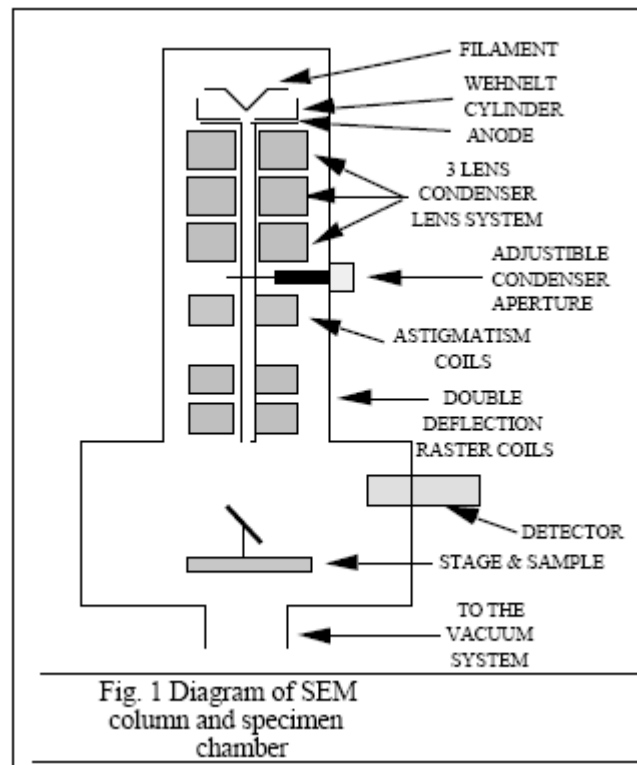 FILAMENT
WEHNELT
CYLINDER
ANODE
3 LENS
CONDENSER
LENS SYSTEM
ADJUSTIBLE
CONDENSER
APERTURE
ASTIGMATISM
COILS
DOUBLE
DEFLECTION
RASTER COILS
DETECTOR
STAGE & SAMPLE
TO THE
VACUUM
SYSTEM
Fig. 1 Diagram of SEM
column and specimen
chamber